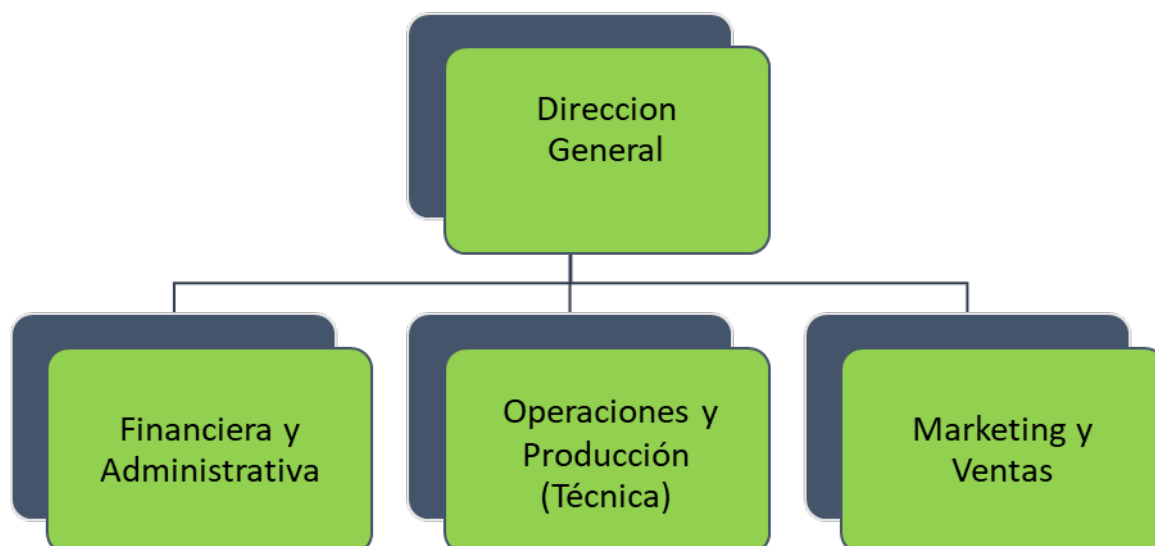 Direccion
General
Financiera y
Administrativa
Operaciones y
Producción
(Técnica)
Marketing y
Ventas